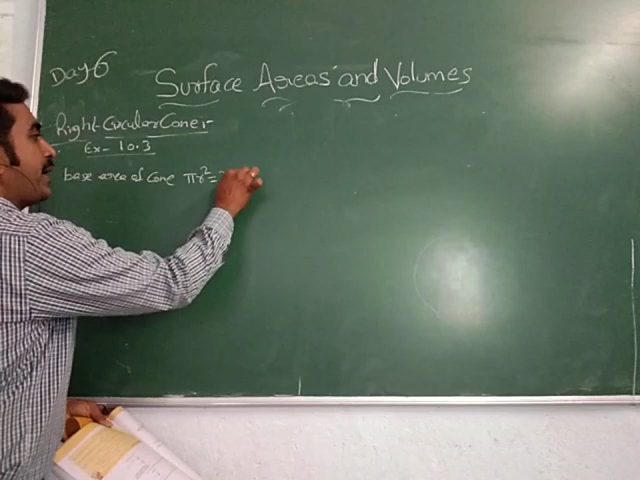 Day-6
Surface Areas and Volumes
Right Circular Cone:-
Ex- 10.3
base area of Cone πr²=